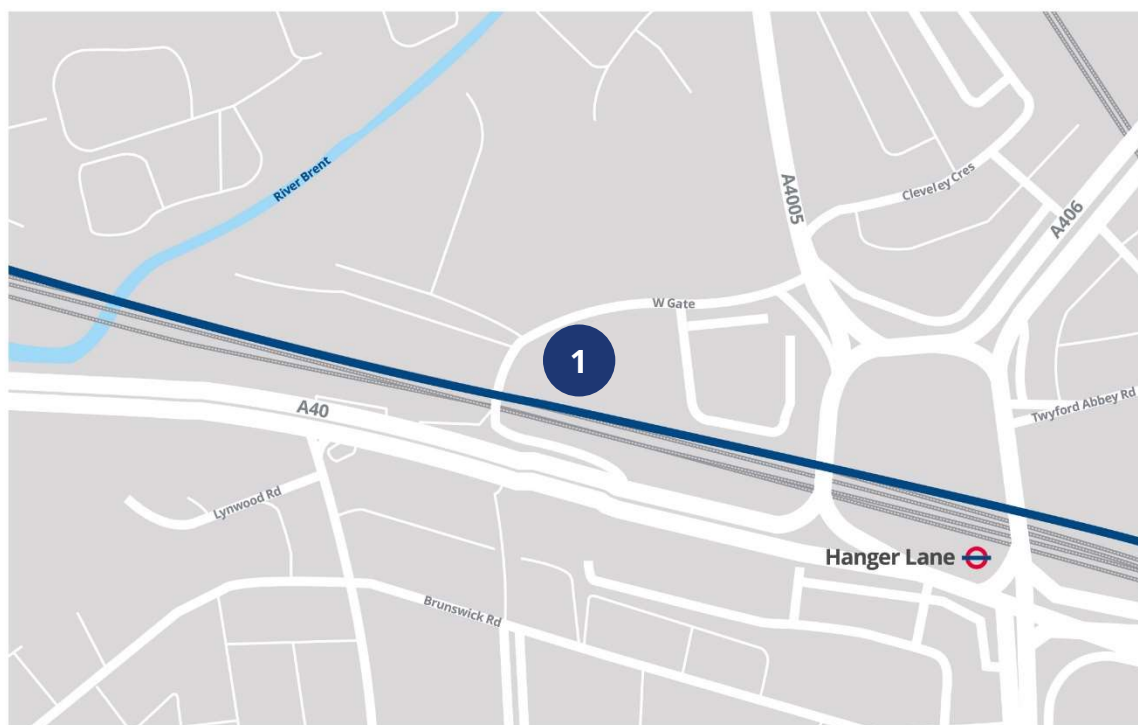 River Brent
A4005
Cleveley Cres
A406
W Gate
1
A40
Twyford Abbey Rd
Lynwood Rd
Hanger Lane
Brunswick Rd